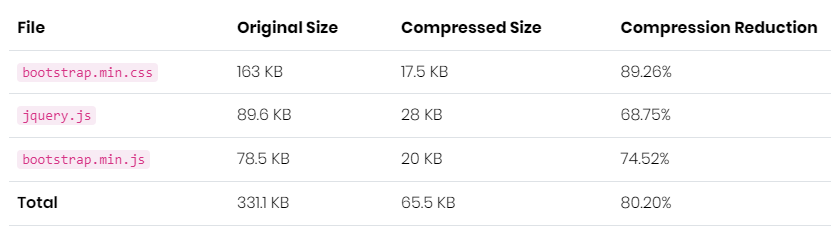 File Original Size Compressed Size Compression Reduction
bootstrap.min.css 163 KB 17.5 KB 89.26%
jquery.js 89.6 KB 28 KB 68.75%
bootstrap.min.js 78.5 KB 20 KB 74.52%
Total 331.1 KB 65.5 KB 80.20%